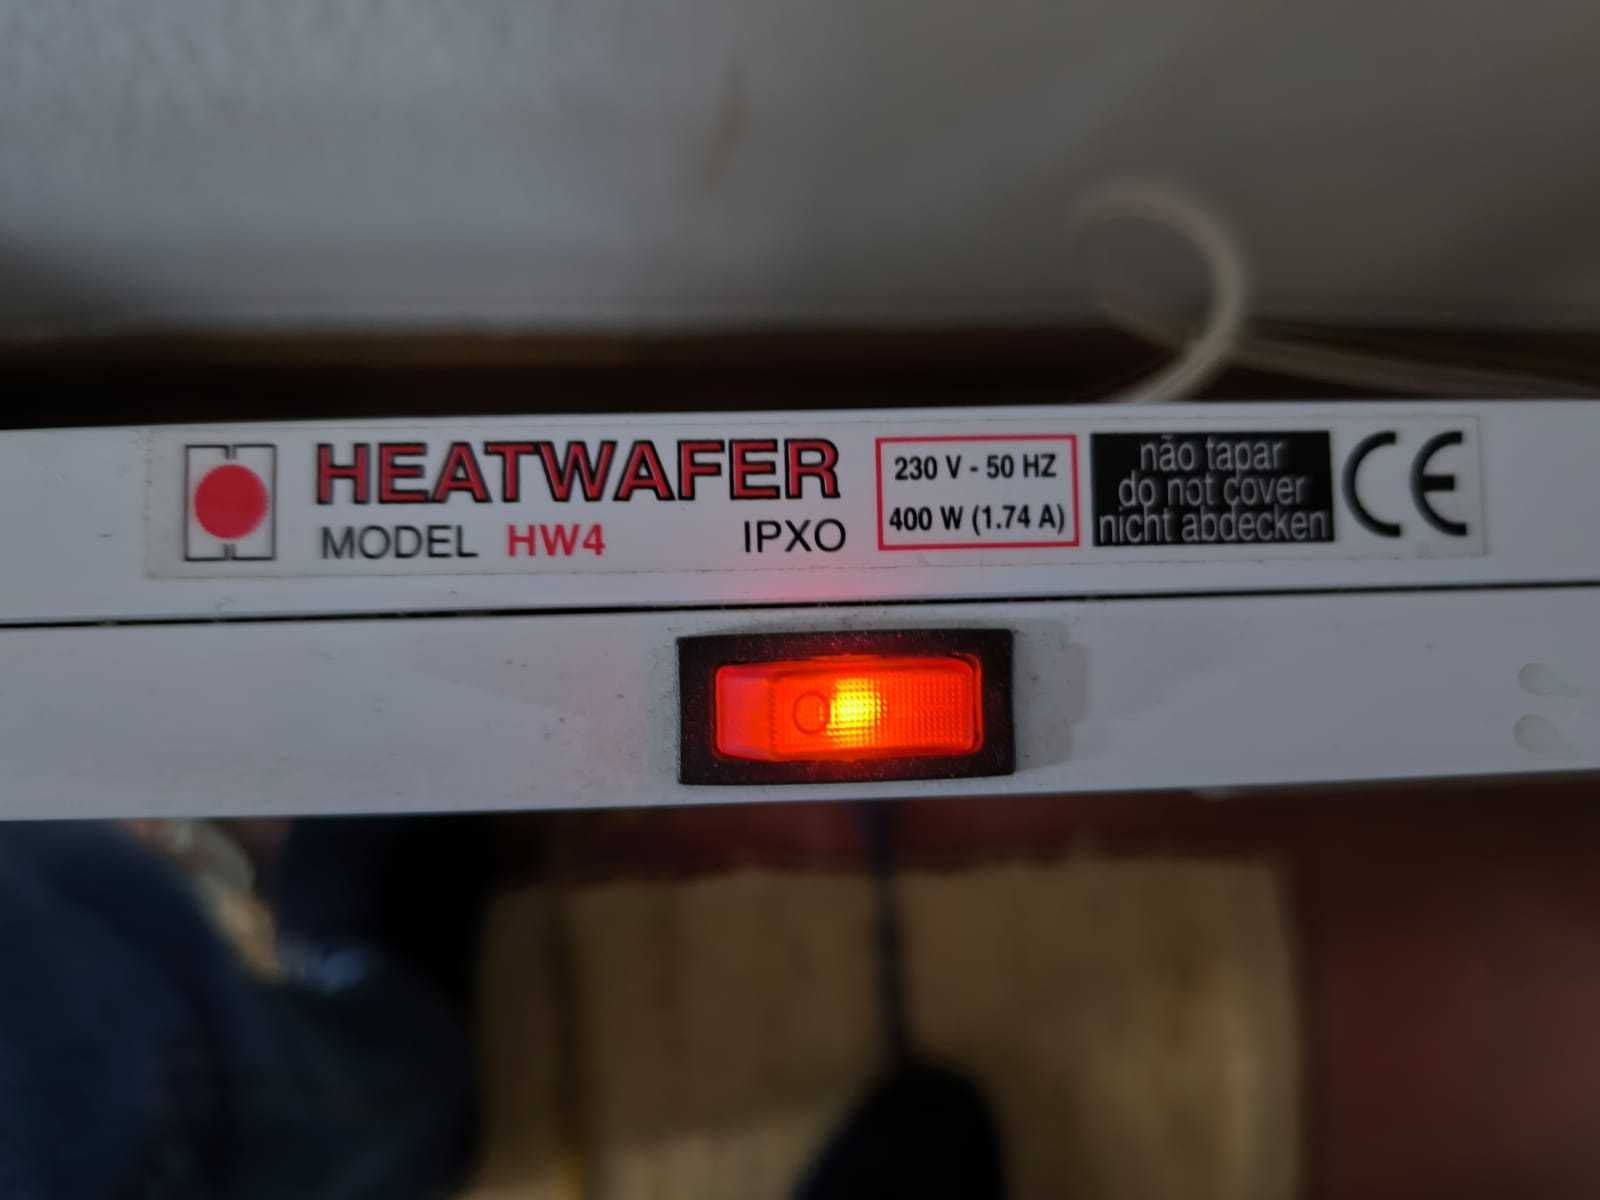 HEATWAFER
MODEL HW4 IPXO
230 V - 50 HZ
400 W (1.74 A)
não tapar
do not cover
nicht abdecken
CE